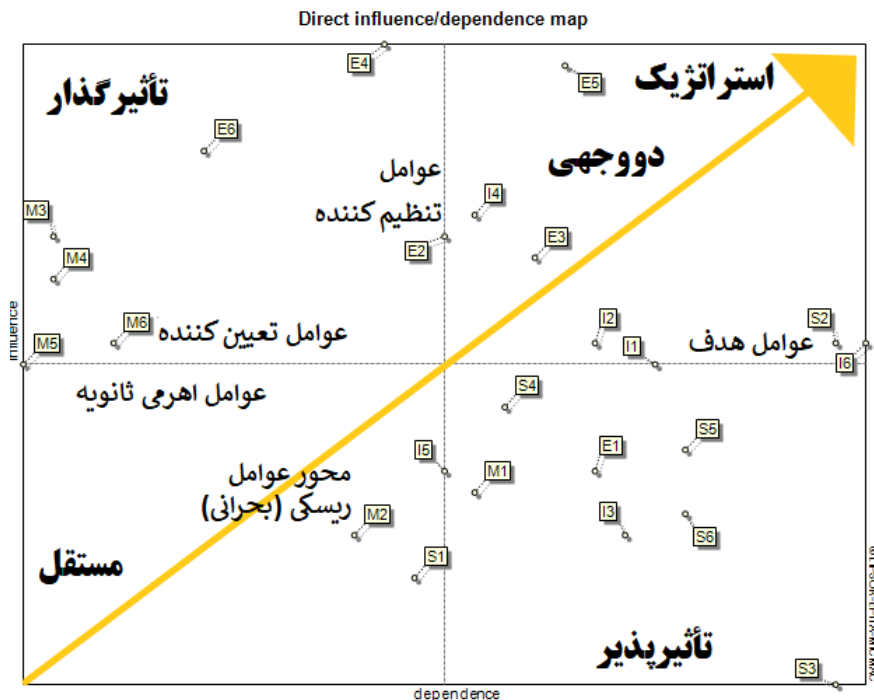 Direct influence/dependence map
E4
استراتژیک
E5
تأثیرگذار
E6
دووجهی
عوامل
تنظیم کننده
I4
M3
E2
E3
M4
M6
عوامل تعیین کننده
I2
S2
عوامل هدف
I1
I6
influence
M5
عوامل اهرمی ثانویه
S4
S5
I5
E1
M1
محور عوامل
ریسکی (بحرانی)
M2
I3
S6
S1
مستقل
تأثیرپذیر
S3
dependence